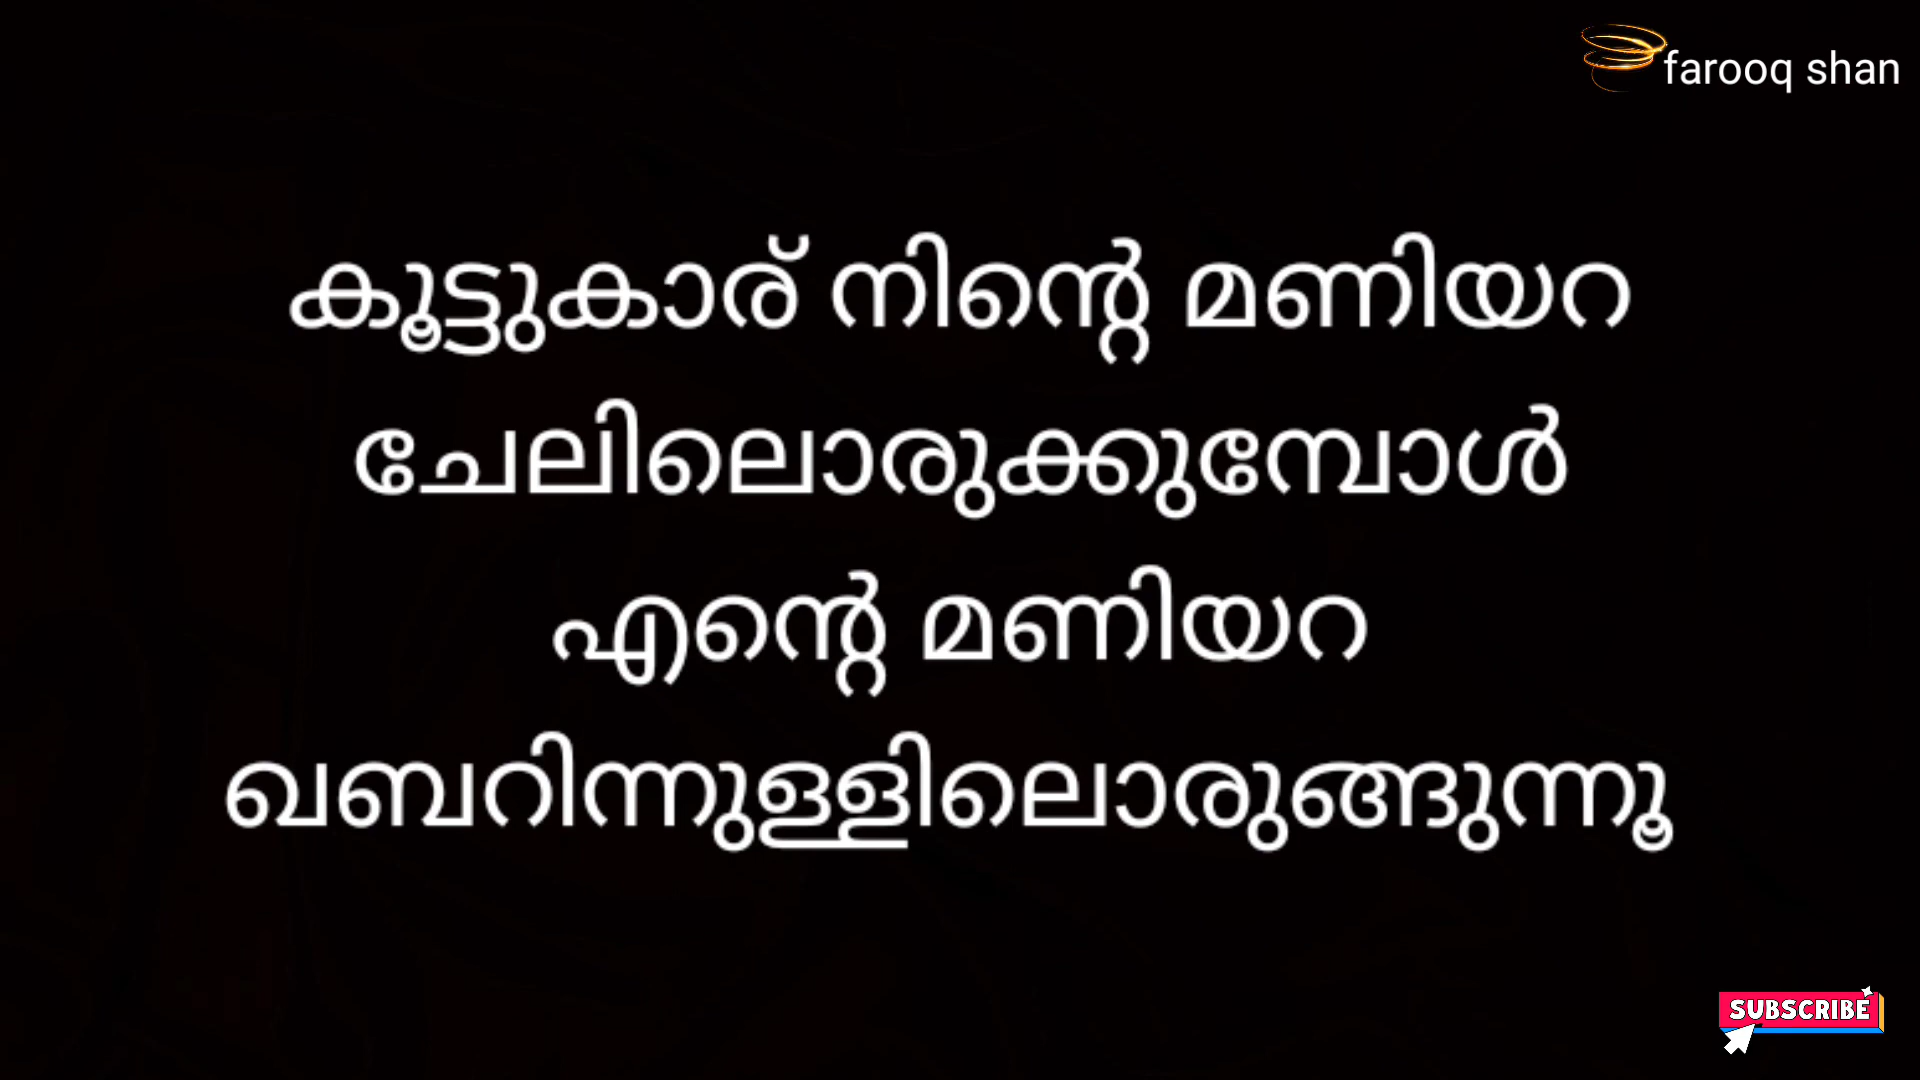 farooq shan
കൂട്ടുകാര് നിന്റെ മണിയറ
ചേലിലൊരുക്കുമ്പോൾ
എന്റെ മണിയറ
ഖബറിന്നുള്ളിലൊരുങ്ങുന്നൂ
SUBSCRIBE